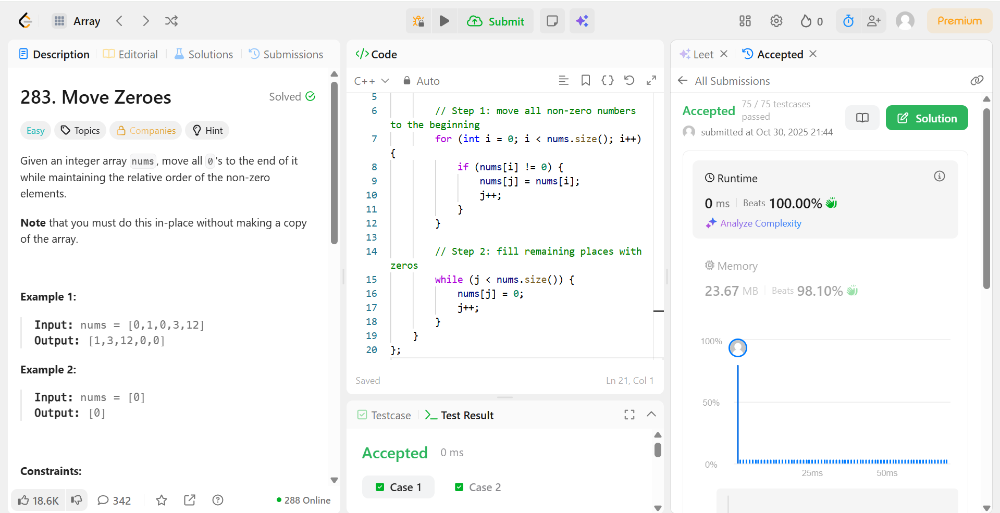 Array
Submit
0
Premium
Description
Editorial
Solutions
Submissions
283. Move Zeroes
Solved
Easy
Topics
Companies
Hint
Given an integer array nums, move all 0's to the end of it
while maintaining the relative order of the non-zero
elements.
Note that you must do this in-place without making a copy
of the array.
Example 1:
Input: nums = [0,1,0,3,12]
Output: [1,3,12,0,0]
Example 2:
Input: nums = [0]
Output: [0]
Constraints:
18.6K
342
288 Online
Code
C++
Auto
5
6 // Step 1: move all non-zero numbers
to the beginning
7 for (int i = 0; i < nums.size(); i++)
{
8 if (nums[i] != 0) {
9 nums[j] = nums[i];
10 j++;
11 }
12 }
13
14 // Step 2: fill remaining places with
zeros
15 while (j < nums.size()) {
16 nums[j] = 0;
17 j++;
18 }
19 }
20 };
Saved
Ln 21, Col 1
Testcase
Test Result
Accepted 0 ms
Case 1
Case 2
Leet
Accepted
All Submissions
Accepted
75 / 75 testcases
passed
submitted at Oct 30, 2025 21:44
Solution
Runtime
0 ms Beats 100.00%
Analyze Complexity
Memory
23.67 MB Beats 98.10%
100%
50%
0%
25ms
50ms